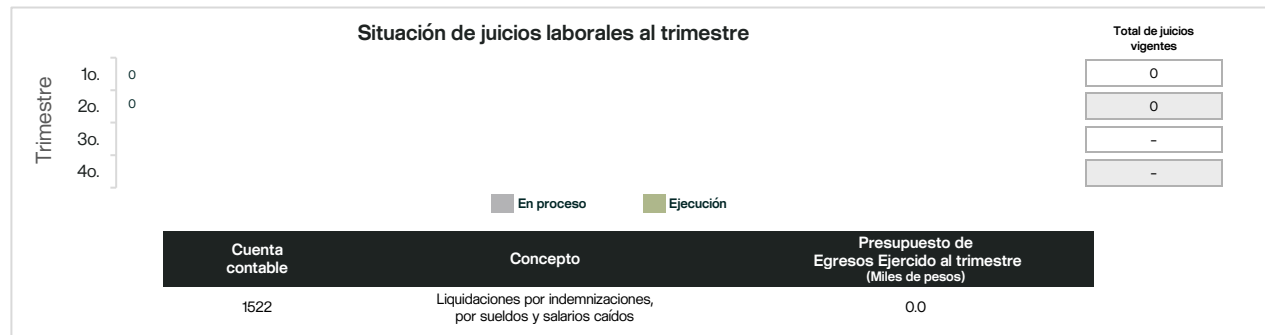 Situación de juicios laborales al trimestre
Total de juicios
vigentes
Trimestre
1o. 0 0
2o. 0 0
3o. -
4o. -
En proceso Ejecución
Cuenta
contable
Concepto
Presupuesto de
Egresos Ejercido al trimestre
(Miles de pesos)
1522
Liquidaciones por indemnizaciones,
por sueldos y salarios caídos
0.0